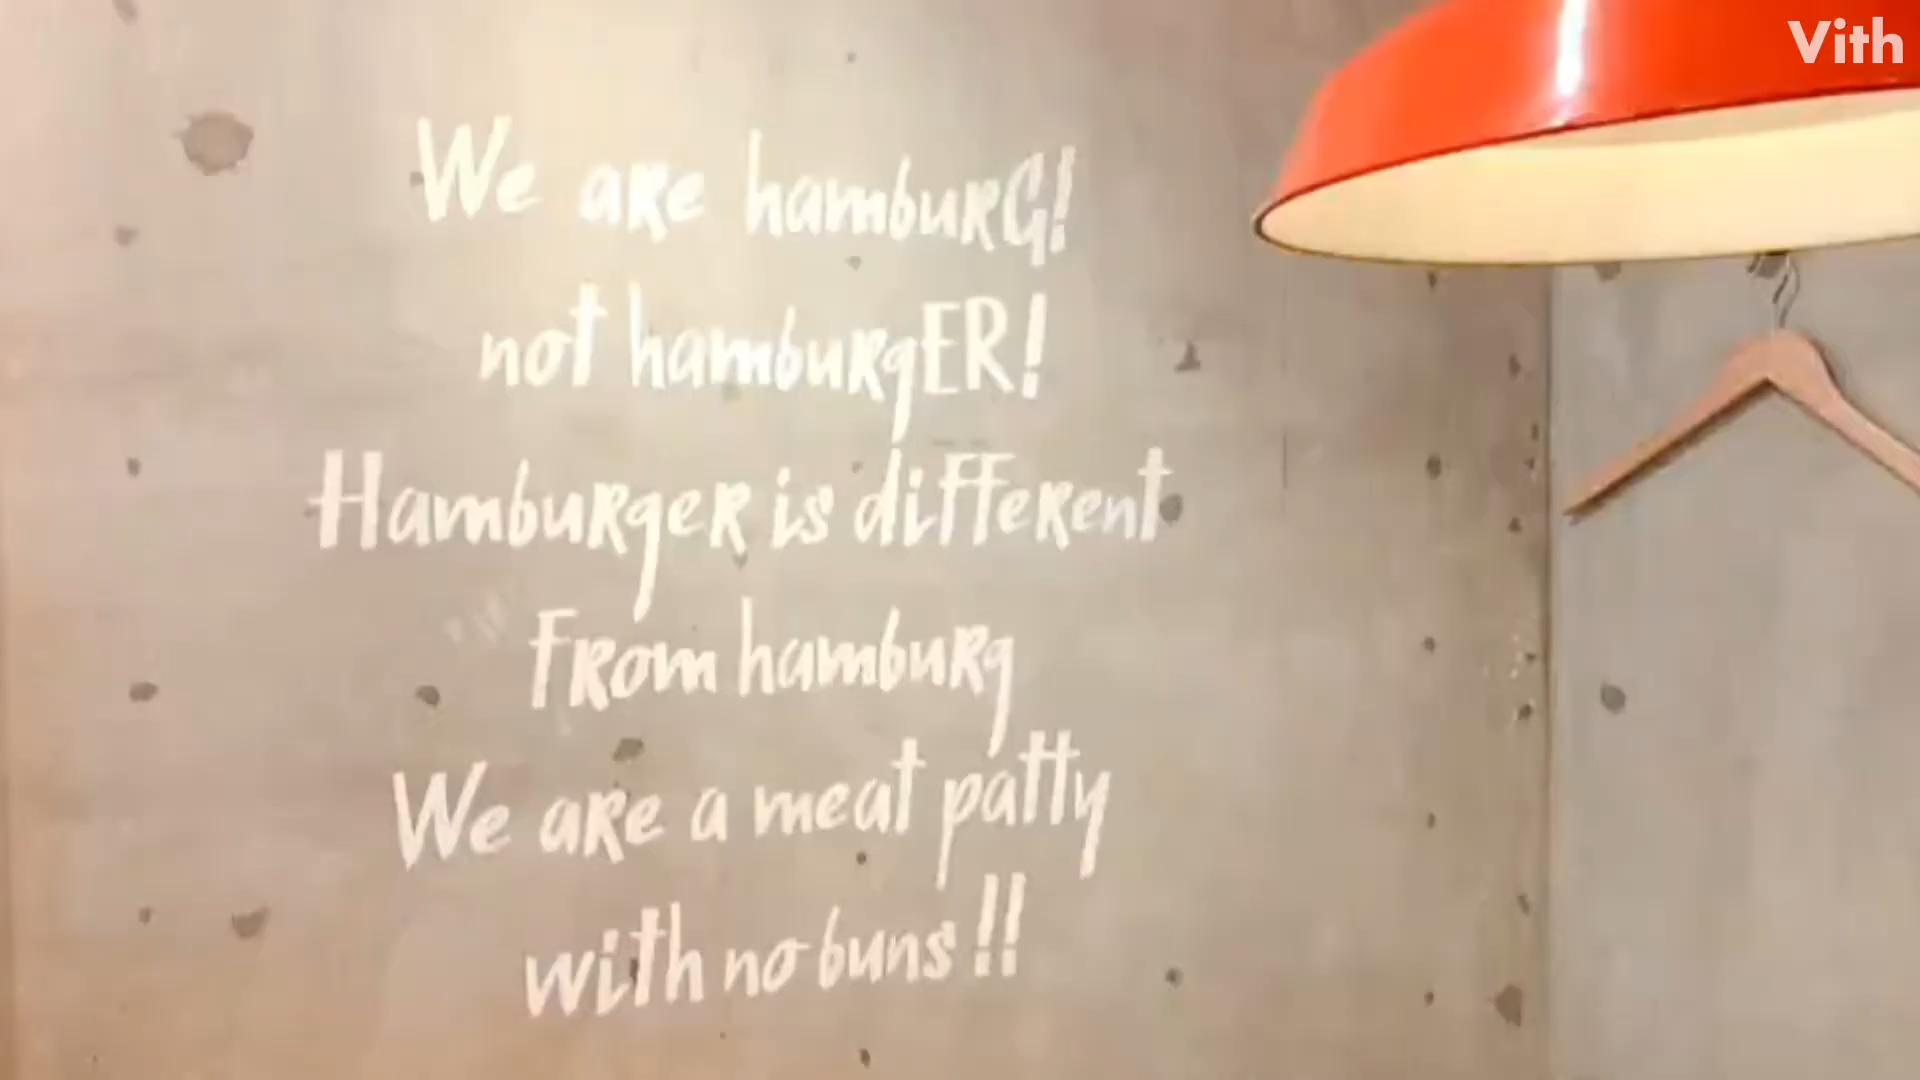 Vith
We are hamburG!
not hamburgER!
Hamburger is different
From hamburg
We are a meat patty
with no buns!!